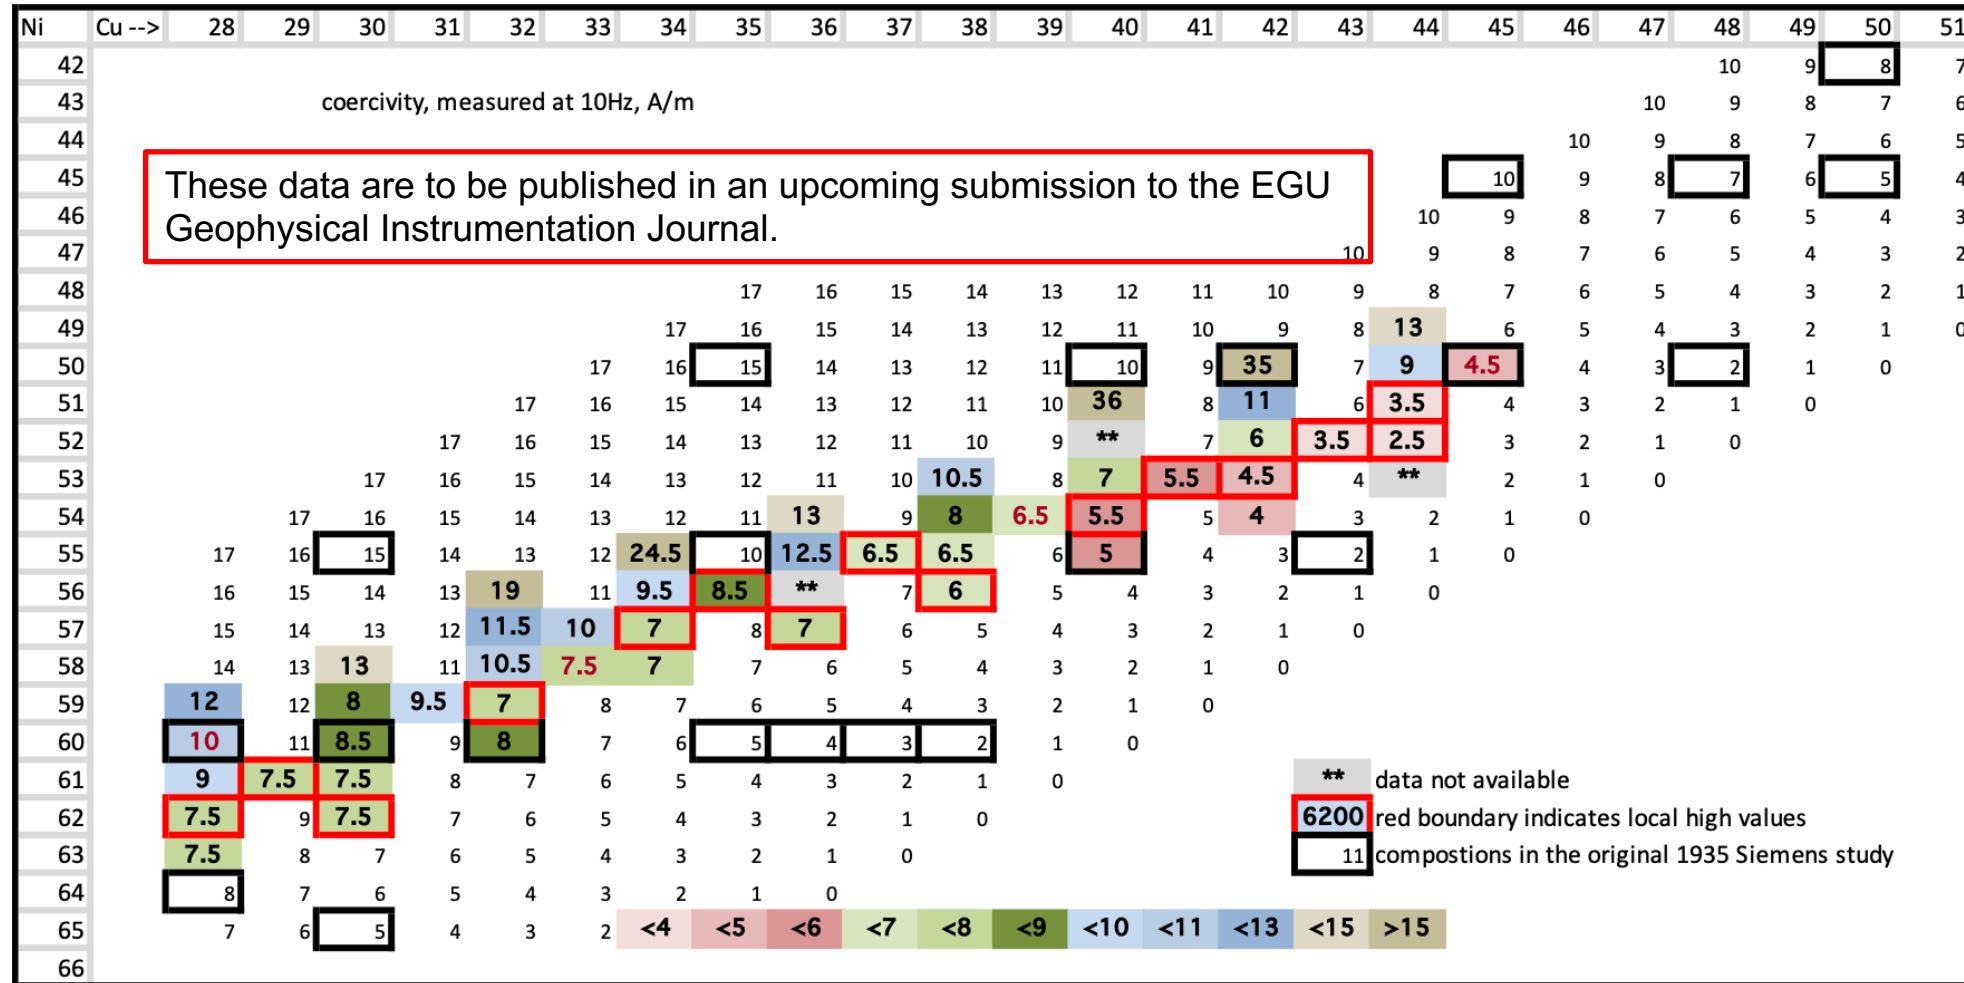 Ni Cu --> 28 29 30 31 32 33 34 35 36 37 38 39 40 41 42 43 44 45 46 47 48 49 50 51
42 10 9 8 7
43 coercivity, measured at 10Hz, A/m 10 9 8 7 6
44 10 9 8 7 6 5
These data are to be published in an upcoming submission to the EGU
Geophysical Instrumentation Journal.
45 10 9 8 7 6 5 4
46 10 9 8 7 6 5 4 3
47 10 9 8 7 6 5 4 3 2
48 17 16 15 14 13 12 11 10 9 8 7 6 5 4 3 2 1
49 17 16 15 14 13 12 11 10 9 8 13 6 5 4 3 2 1 0
50 17 16 15 14 13 12 11 10 9 35 7 9 4.5 4 3 2 1 0
51 17 16 15 14 13 12 11 10 36 8 11 6 3.5 4 3 2 1 0
52 17 16 15 14 13 12 11 10 9 ** 7 6 3.5 2.5 3 2 1 0
53 17 16 15 14 13 12 11 10 10.5 8 7 5.5 4.5 4 ** 2 1 0
54 17 16 15 14 13 12 11 13 9 8 6.5 5.5 5 4 3 2 1 0
55 17 16 15 14 13 12 24.5 10 12.5 6.5 6.5 6 5 4 3 2 1 0
56 16 15 14 13 19 11 9.5 8.5 ** 7 6 5 4 3 2 1 0
57 15 14 13 12 11.5 10 7 8 7 6 5 4 3 2 1 0
58 14 13 13 11 10.5 7.5 7 7 6 5 4 3 2 1 0
59 12 12 8 9.5 7 8 7 6 5 4 3 2 1 0
60 10 11 8.5 9 8 7 6 5 4 3 2 1 0
61 9 7.5 7.5 8 7 6 5 4 3 2 1 0 ** data not available
62 7.5 9 7.5 7 6 5 4 3 2 1 0 6200 red boundary indicates local high values
63 7.5 8 7 6 5 4 3 2 1 0 11 compostions in the original 1935 Siemens study
64 8 7 6 5 4 3 2 1 0
65 7 6 5 4 3 2 <4 <5 <6 <7 <8 <9 <10 <11 <13 <15 >15
66